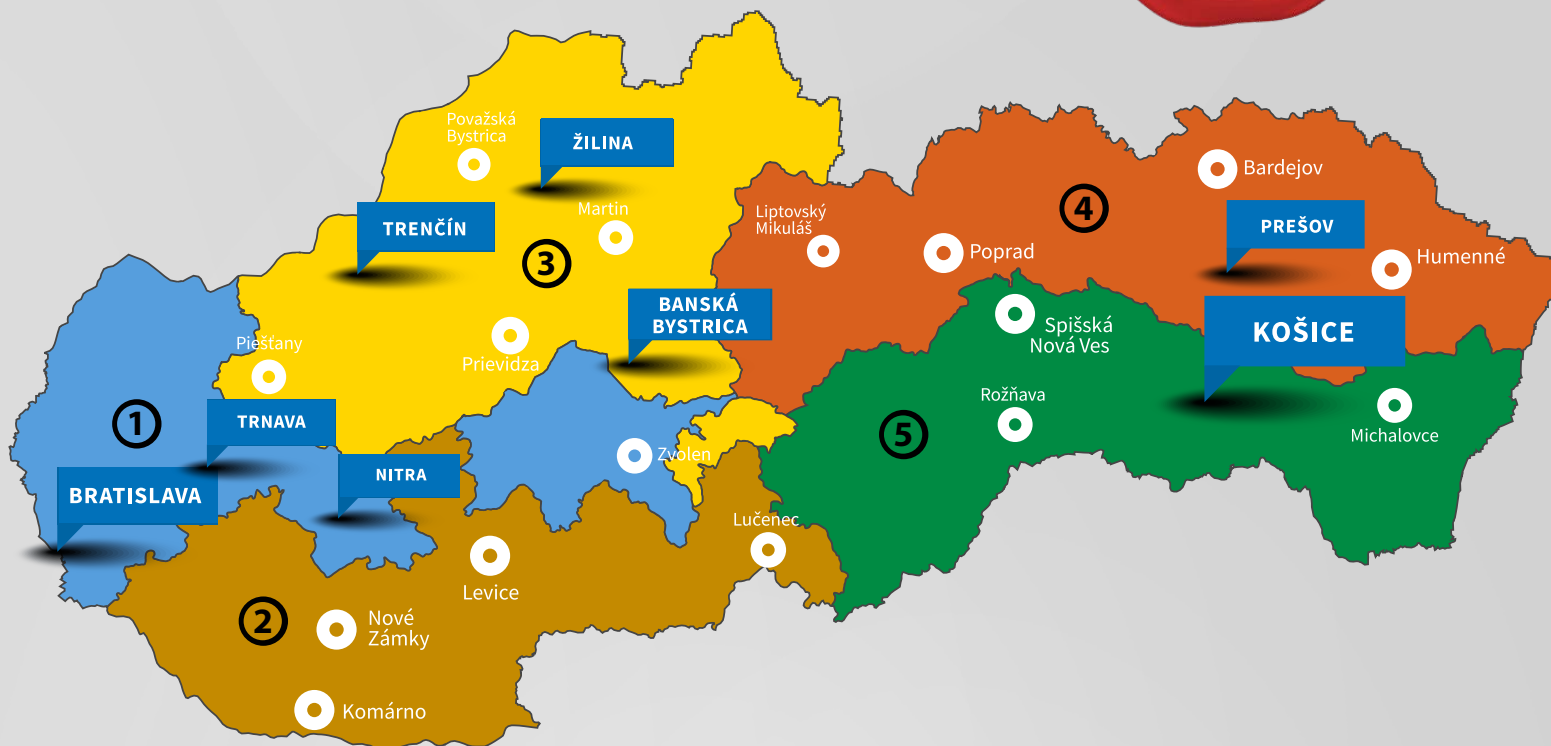 Považská
Bystrica
ŽILINA
Martin
TRENČÍN
3
Liptovský
Mikuláš
Poprad
4
Bardejov
PREŠOV
Humenné
BANSKÁ
BYSTRICA
Prievidza
Piešťany
1
TRNAVA
BRATISLAVA
NITRA
Zvolen
Spišská
Nová Ves
KOŠICE
Rožňava
5
Michalovce
Lučenec
Levice
2
Nové
Zámky
Komárno